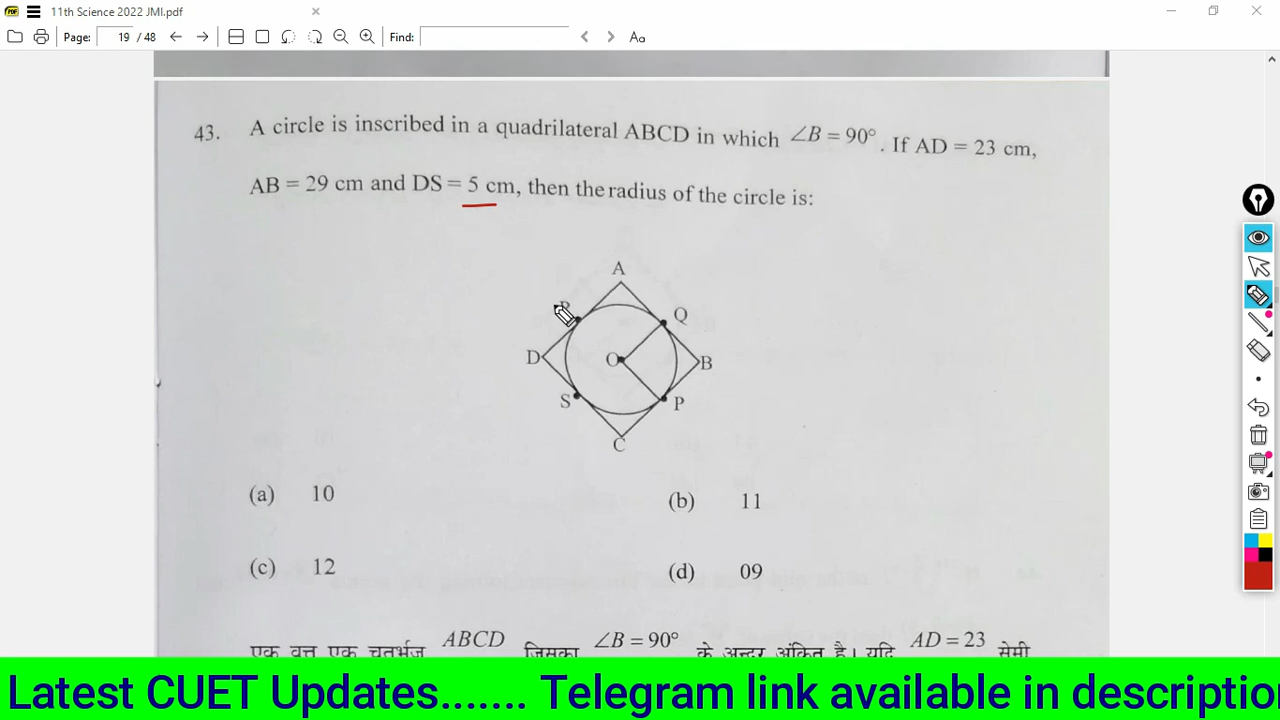 11th Science 2022 JMI.pdf
Page: 19 / 48 Find: Aa
43. A circle is inscribed in a quadrilateral ABCD in which ∠B = 90°. If AD = 23 cm,
AB = 29 cm and DS = 5 cm, then the radius of the circle is:
A
Q
D O B
S P
C
(a) 10 (b) 11
(c) 12 (d) 09
एक वृत्त एक चतुर्भुज ABCD जिसका ∠B = 90° के अन्दर अंकित है। यदि AD = 23 सेमी
Latest CUET Updates....... Telegram link available in descriptio